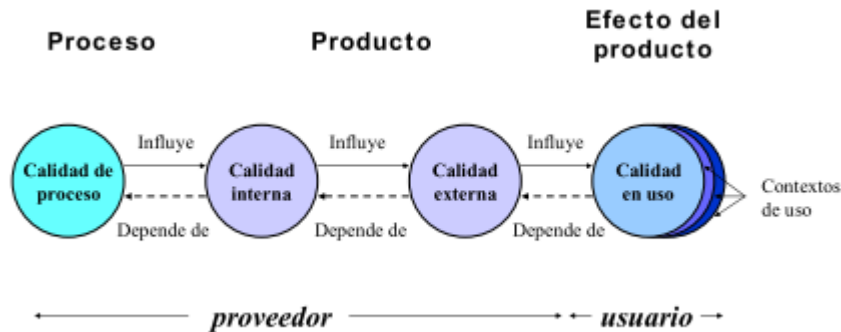 Proceso
Producto
Efecto del
producto
Influye
Influye
Influye
Calidad de
proceso
Calidad
interna
Calidad
externa
Calidad
en uso
Contextos
de uso
Depende de
Depende de
Depende de
proveedor
usuario